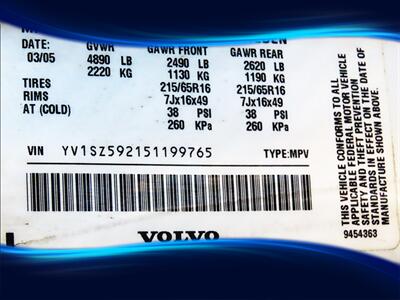 DATE: GVWR GAWR FRONT GAWR REAR
03/05 4890 LB 2490 LB 2620 LB
2220 KG 1130 KG 1190 KG
TIRES 215/65R16 215/65R16
RIMS 7Jx16x49 7Jx16x49
AT (COLD) 38 PSI 38 PSI
260 KPa 260 KPa
VIN YV1SZ592151199765 TYPE:MPV
VOLVO
THIS VEHICLE CONFORMS TO ALL
APPLICABLE FEDERAL MOTOR VEHICLE
SAFETY AND THEFT PREVENTION
STANDARDS IN EFFECT ON THE DATE OF
MANUFACTURE SHOWN ABOVE.
9454363